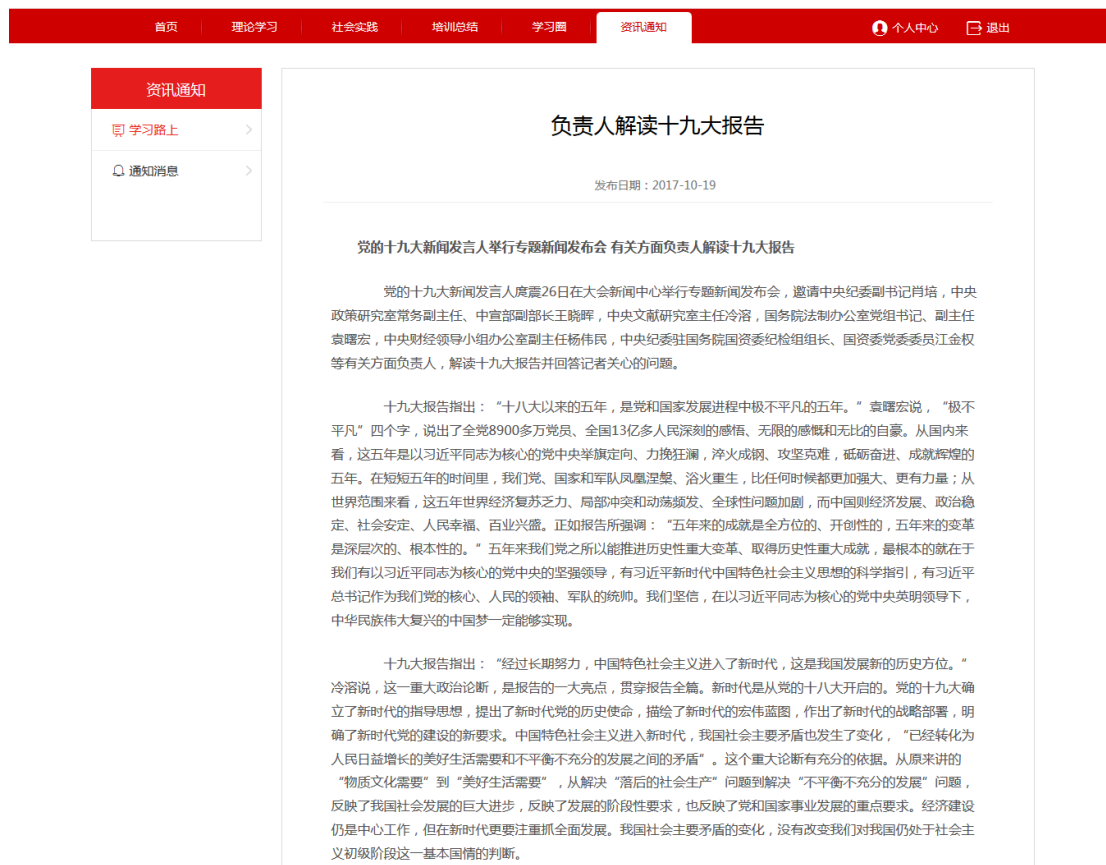 首页 理论学习 社会实践 培训总结 学习圈 资讯通知 个人中心 退出
资讯通知
学习路上
通知消息
负责人解读十九大报告
发布日期：2017-10-19
党的十九大新闻发言人举行专题新闻发布会 有关方面负责人解读十九大报告
党的十九大新闻发言人庹震26日在大会新闻中心举行专题新闻发布会，邀请中央纪委副书记肖培，中央
政策研究室常务副主任、中宣部副部长王晓晖，中央文献研究室主任冷溶，国务院法制办公室党组书记、副主任
袁曙宏，中央财经领导小组办公室副主任杨伟民，中央纪委驻国务院国资委纪检组组长、国资委党委委员江金权
等有关方面负责人，解读十九大报告并回答记者关心的问题。
十九大报告指出：“十八大以来的五年，是党和国家发展进程中极不平凡的五年。”袁曙宏说，“极不
平凡”四个字，说出了全党8900多万党员、全国13亿多人民深刻的感悟、无限的感慨和无比的自豪。从国内来
看，这五年是以习近平同志为核心的党中央举旗定向、力挽狂澜，淬火成钢、攻坚克难，砥砺奋进、成就辉煌的
五年。在短短五年的时间里，我们党、国家和军队凤凰涅槃、浴火重生，比任何时候都更加强大、更有力量；从
世界范围来看，这五年世界经济复苏乏力、局部冲突和动荡频发、全球性问题加剧，而中国则经济发展、政治稳
定、社会安定、人民幸福、百业兴盛。正如报告所强调：“五年来的成就是全方位的、开创性的，五年来的变革
是深层次的、根本性的。”五年来我们党之所以能推进历史性重大变革、取得历史性重大成就，最根本的就在于
我们有以习近平同志为核心的党中央的坚强领导，有习近平新时代中国特色社会主义思想的科学指引，有习近平
总书记作为我们党的核心、人民的领袖、军队的统帅。我们坚信，在以习近平同志为核心的党中央英明领导下，
中华民族伟大复兴的中国梦一定能够实现。
十九大报告指出：“经过长期努力，中国特色社会主义进入了新时代，这是我国发展新的历史方位。”
冷溶说，这一重大政治论断，是报告的一大亮点，贯穿报告全篇。新时代是从党的十八大开启的。党的十九大确
立了新时代的指导思想，提出了新时代党的历史使命，描绘了新时代的宏伟蓝图，作出了新时代的战略部署，明
确了新时代党的建设的新要求。中国特色社会主义进入新时代，我国社会主要矛盾也发生了变化，“已经转化为
人民日益增长的美好生活需要和不平衡不充分的发展之间的矛盾”。这个重大论断有充分的依据。从原来讲的
“物质文化需要”到“美好生活需要”，从解决“落后的社会生产”问题到解决“不平衡不充分的发展”问题，
反映了我国社会发展的巨大进步，反映了发展的阶段性要求，也反映了党和国家事业发展的重点要求。经济建设
仍是中心工作，但在新时代更要注重抓全面发展。我国社会主要矛盾的变化，没有改变我们对我国仍处于社会主
义初级阶段这一基本国情的判断。